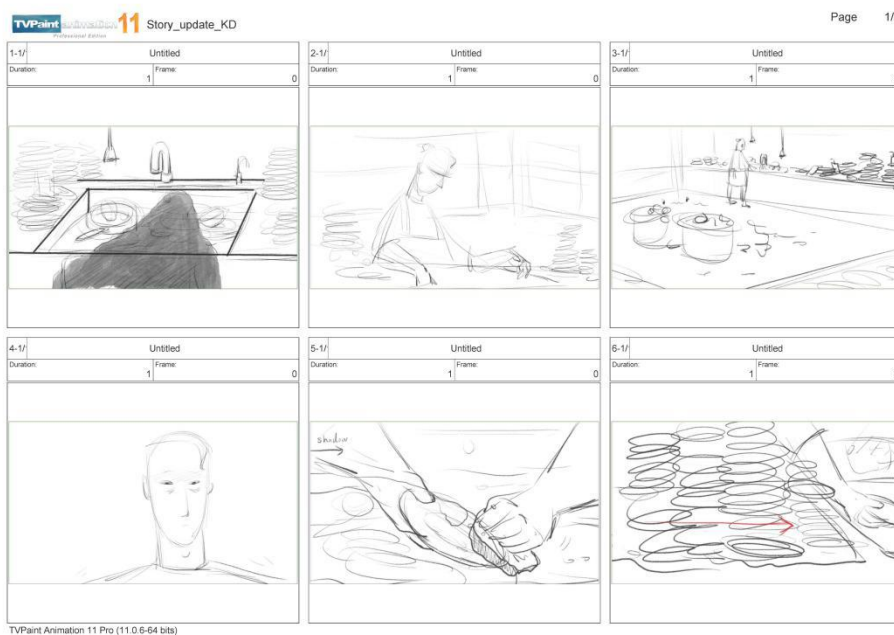 TVPaint animation 11 Story_update_KD
Professional Edition
Page 1/
1-1/ Untitled
Duration: 1 Frame: 0
2-1/ Untitled
Duration: 1 Frame: 0
3-1/ Untitled
Duration: 1 Frame:
4-1/ Untitled
Duration: 1 Frame: 0
5-1/ Untitled
Duration: 1 Frame: 0
6-1/ Untitled
Duration: 1 Frame:
shadow
TVPaint Animation 11 Pro (11.0.6-64 bits)